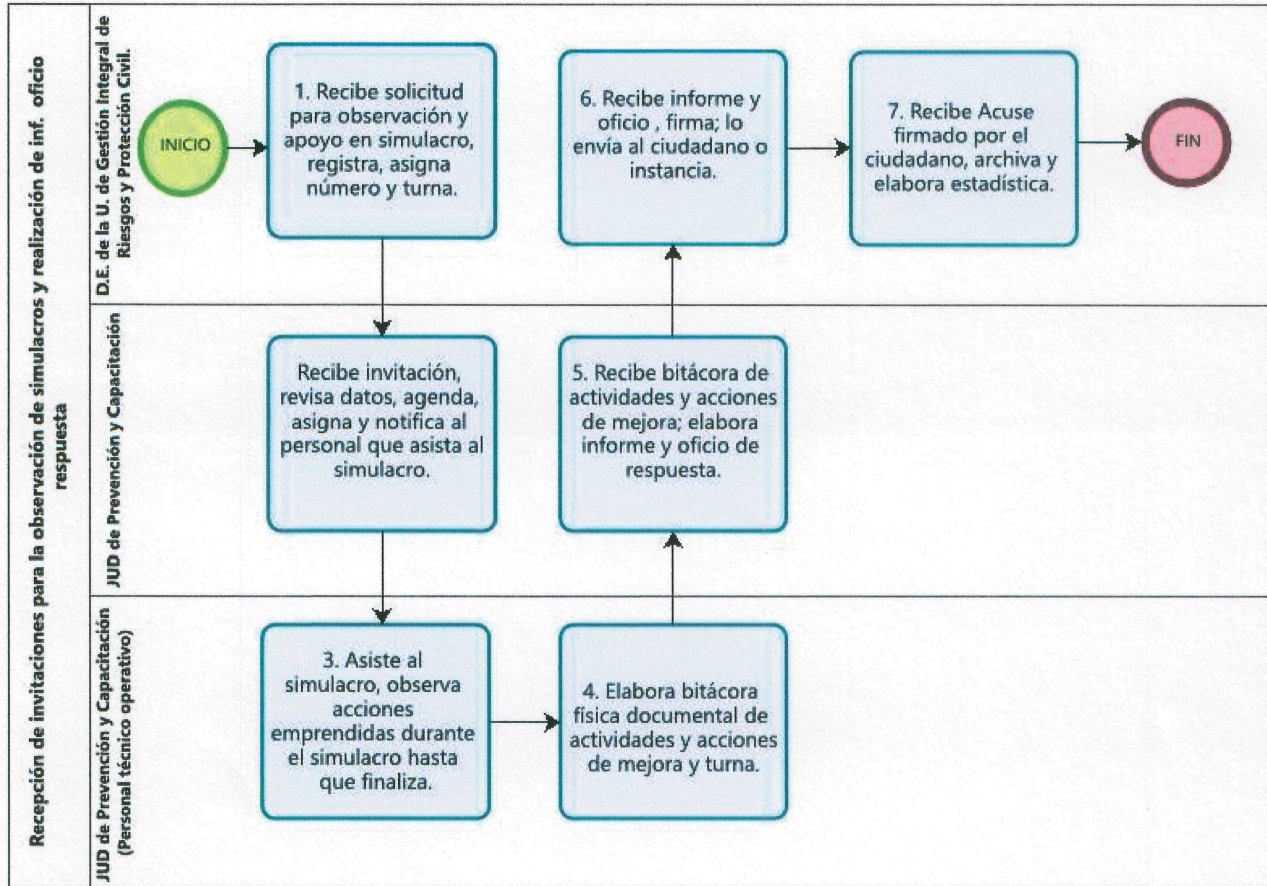 Recepción de invitaciones para la observación de simulacros y realización de inf. oficio
respuesta
D.E. de la U. de Gestión Integral de
Riesgos y Protección Civil.
INICIO
1. Recibe solicitud
para observación y
apoyo en simulacro,
registra, asigna
número y turna.
6. Recibe informe y
oficio , firma; lo
envía al ciudadano o
instancia.
7. Recibe Acuse
firmado por el
ciudadano, archiva y
elabora estadística.
FIN
JUD de Prevención y Capacitación
Recibe invitación,
revisa datos, agenda,
asigna y notifica al
personal que asista al
simulacro.
5. Recibe bitácora de
actividades y acciones
de mejora; elabora
informe y oficio de
respuesta.
JUD de Prevención y Capacitación
(Personal técnico operativo)
3. Asiste al
simulacro, observa
acciones
emprendidas durante
el simulacro hasta
que finaliza.
4. Elabora bitácora
física documental de
actividades y acciones
de mejora y turna.